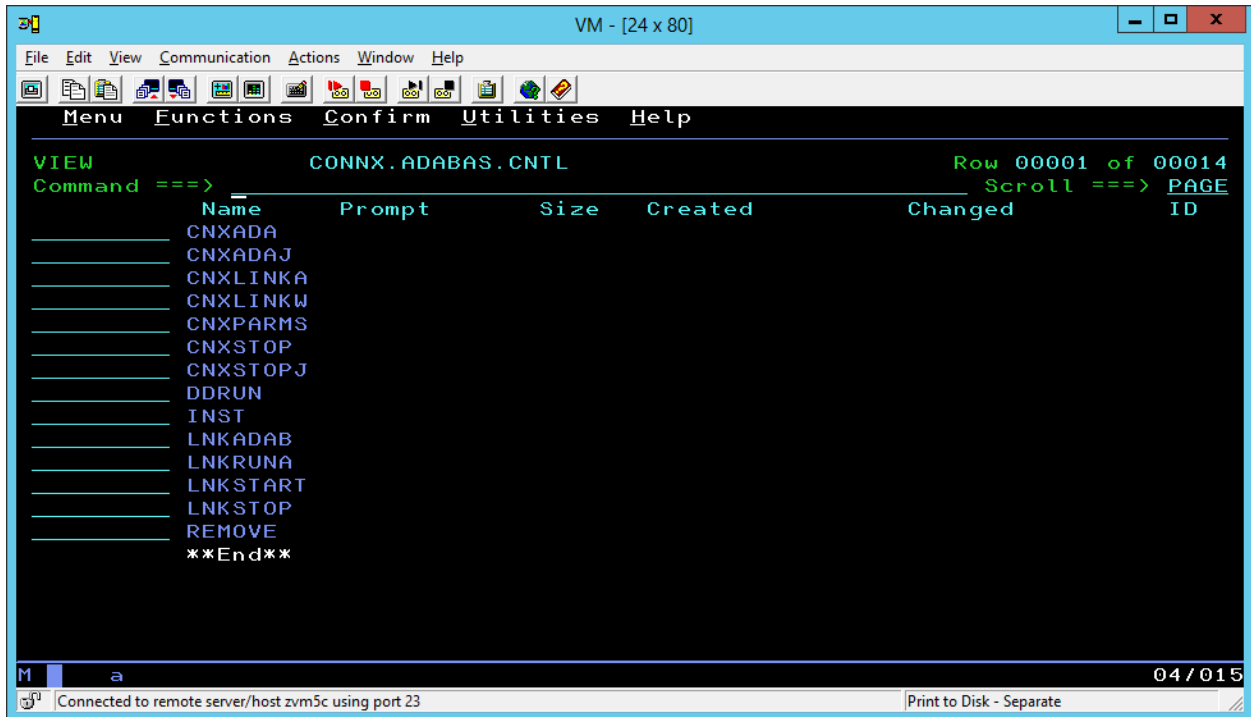 VM - [24 x 80]
File Edit View Communication Actions Window Help
Menu Functions Confirm Utilities Help
VIEW CONNX.ADABAS.CNTL Row 00001 of 00014
Command ===> Scroll ===> PAGE
Name Prompt Size Created Changed ID
CNXADA
CNXADAJ
CNXLINKA
CNXLINKW
CNXPARMS
CNXSTOP
CNXSTOPJ
DDRUN
INST
LNKADAB
LNKRUNA
LNKSTART
LNKSTOP
REMOVE
**End**
M a 04/015
Connected to remote server/host zvm5c using port 23 Print to Disk - Separate